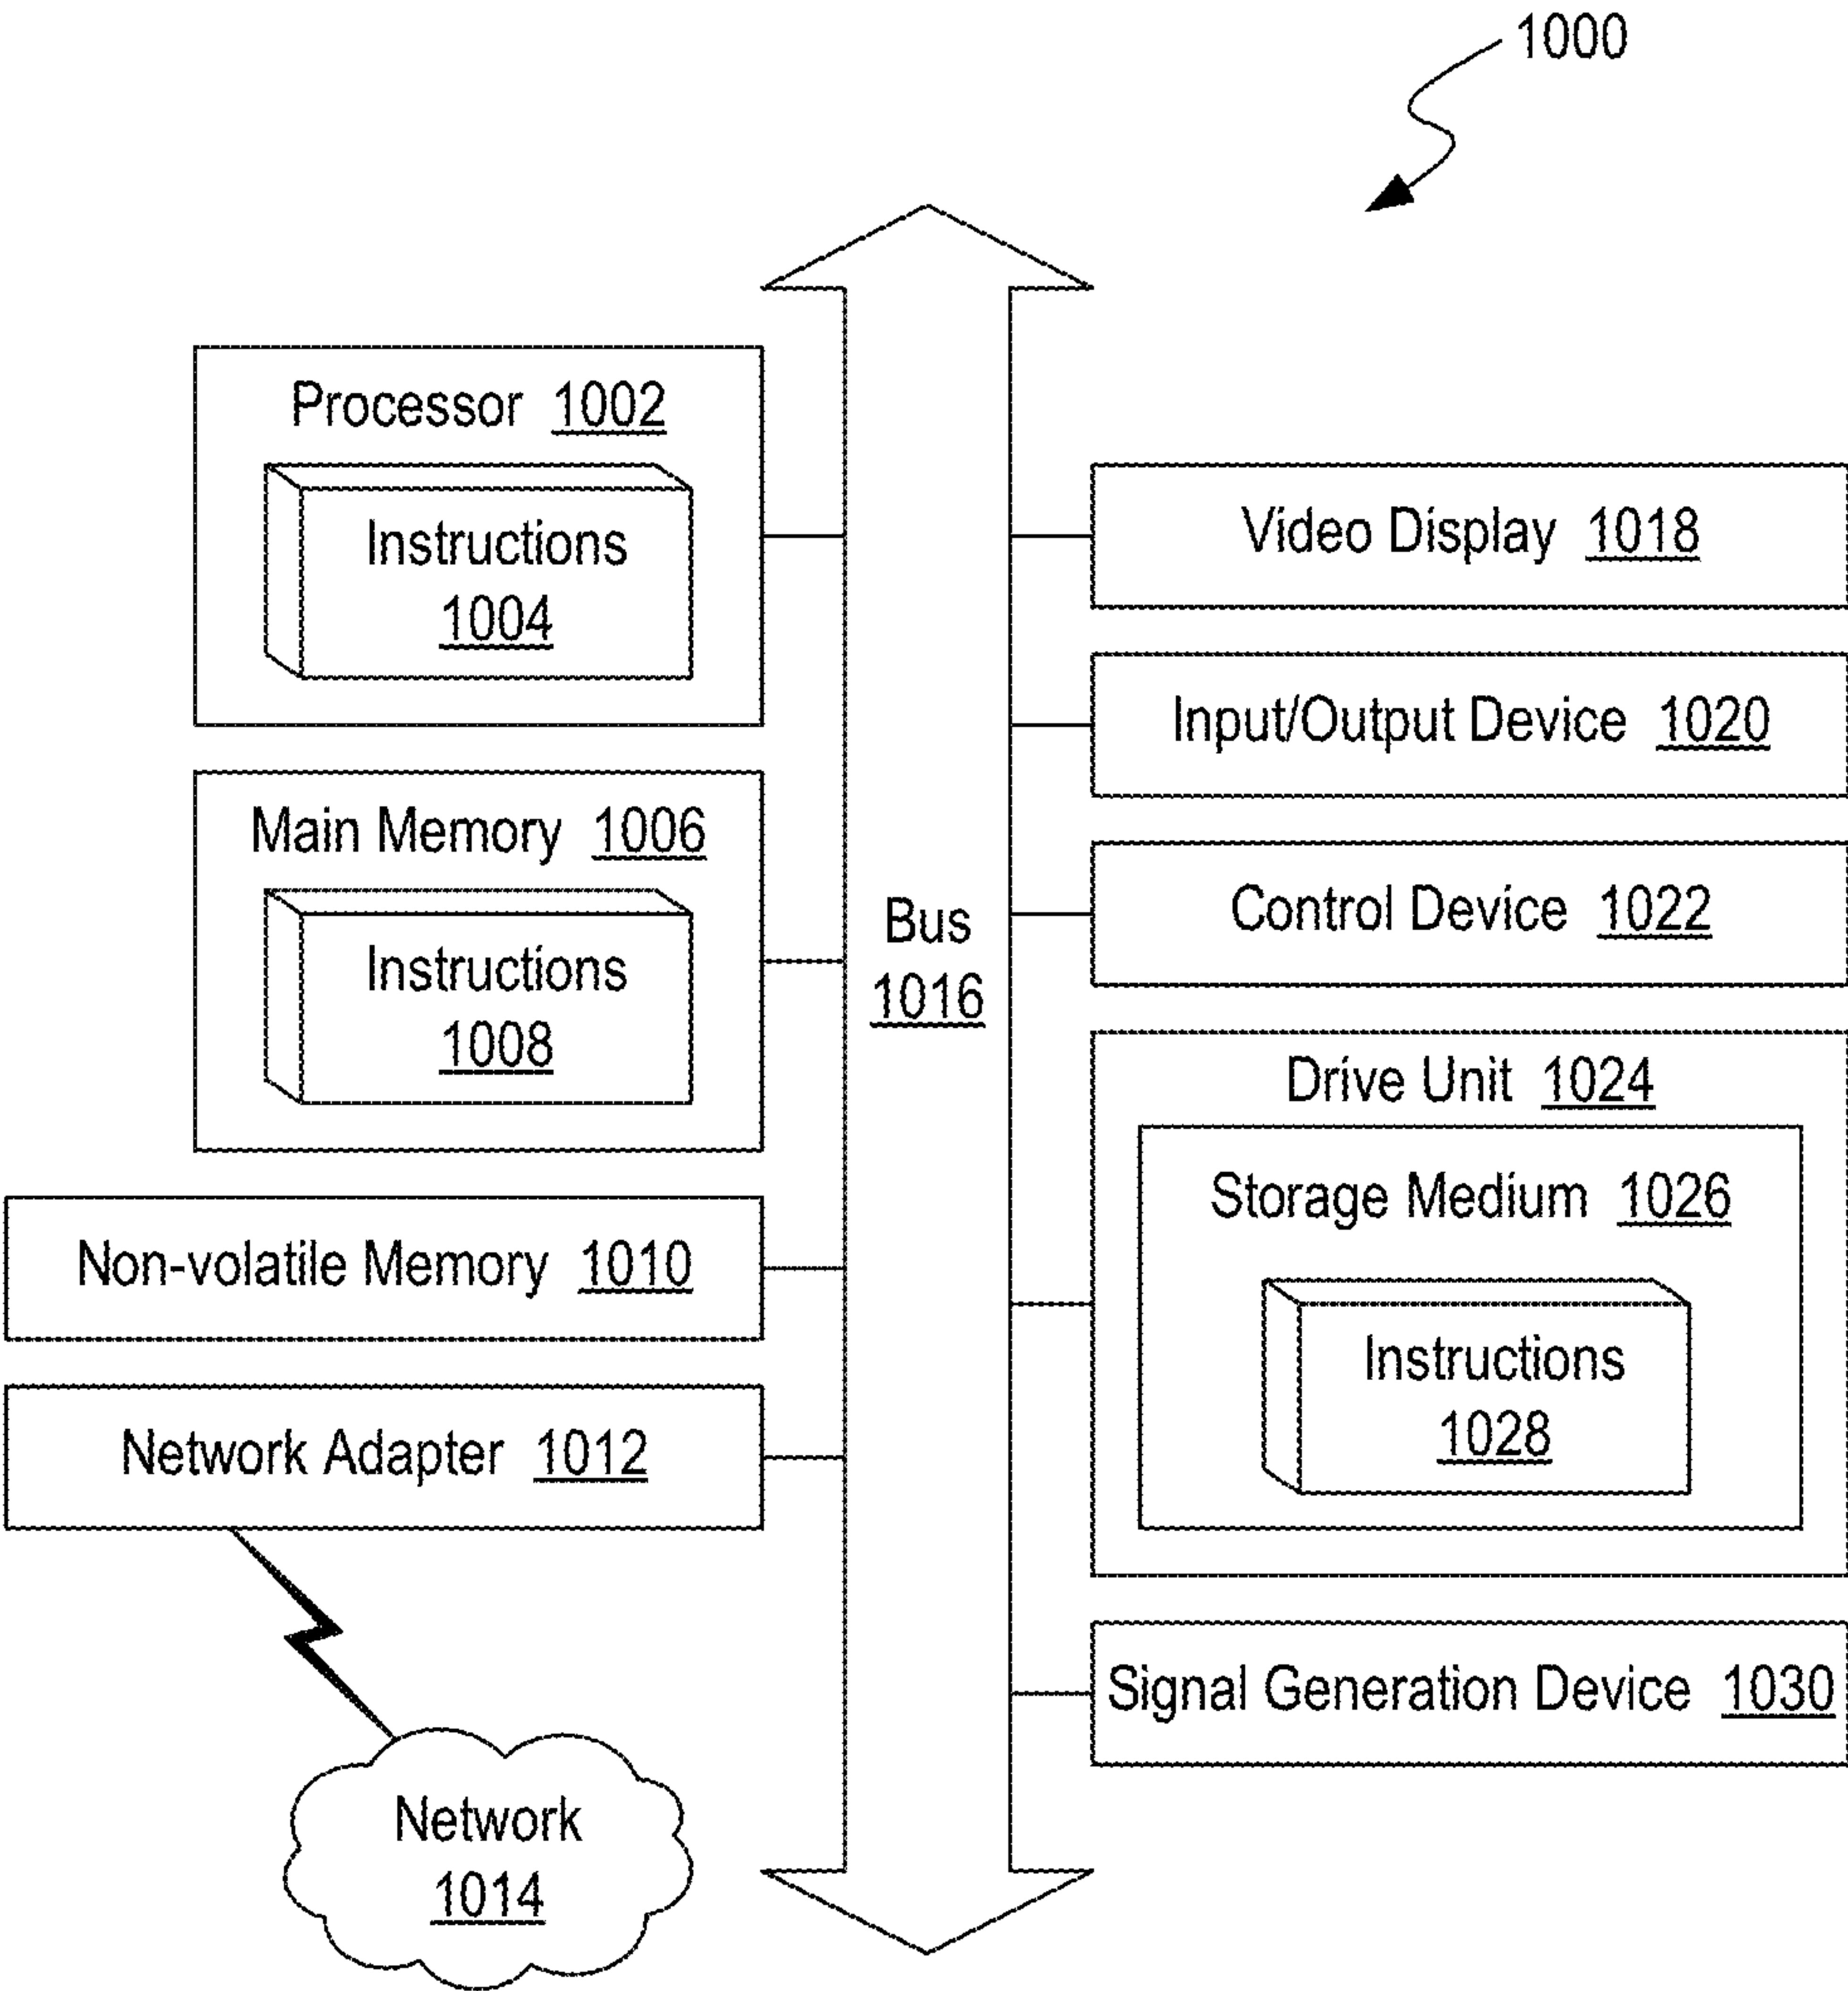 1000
Processor 1002
Instructions
1004
Main Memory 1006
Instructions
1008
Non-volatile Memory 1010
Network Adapter 1012
Network
1014
Bus
1016
Video Display 1018
Input/Output Device 1020
Control Device 1022
Drive Unit 1024
Storage Medium 1026
Instructions
1028
Signal Generation Device 1030